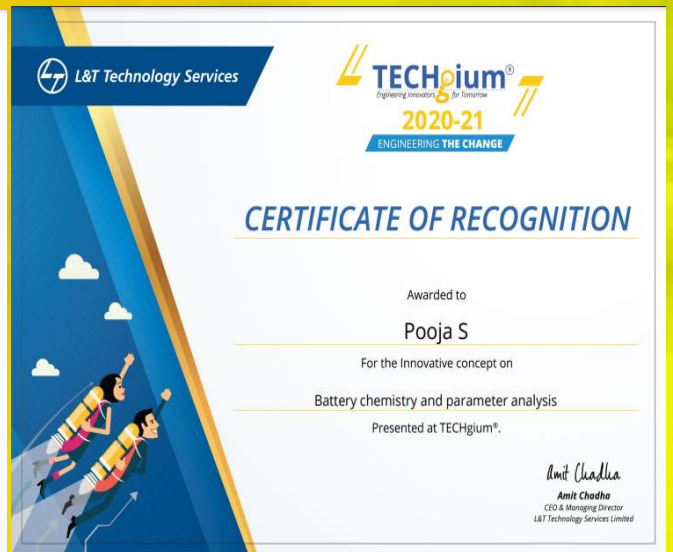 L&T Technology Services
TECHgium®
Engineering Innovators for Tomorrow
2020-21
ENGINEERING THE CHANGE
CERTIFICATE OF RECOGNITION
Awarded to
Pooja S
For the Innovative concept on
Battery chemistry and parameter analysis
Presented at TECHgium®.
Amit Chadha
Amit Chadha
CEO & Managing Director
L&T Technology Services Limited